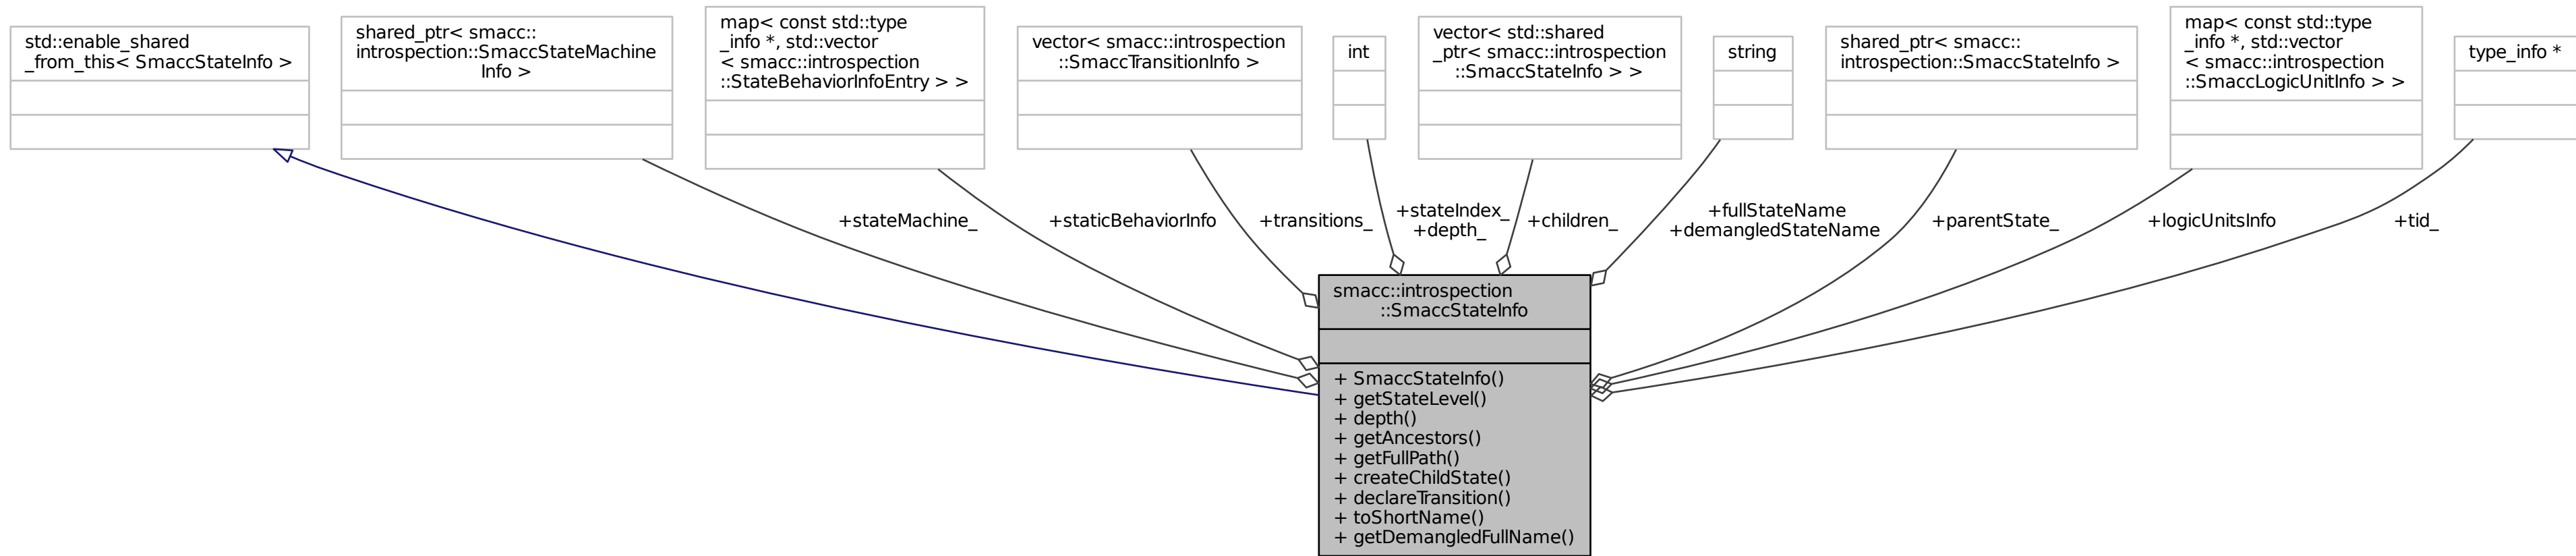 std::enable_shared
_from_this< SmaccStateInfo >
shared_ptr< smacc::
introspection::SmaccStateMachine
Info >
map< const std::type
_info *, std::vector
< smacc::introspection
::StateBehaviorInfoEntry > >
vector< smacc::introspection
::SmaccTransitionInfo >
int
vector< std::shared
_ptr< smacc::introspection
::SmaccStateInfo > >
string
shared_ptr< smacc::
introspection::SmaccStateInfo >
map< const std::type
_info *, std::vector
< smacc::introspection
::SmaccLogicUnitInfo > >
type_info *
+stateMachine_
+staticBehaviorInfo
+transitions_
+stateIndex_
+depth_
+children_
+fullStateName
+demangledStateName
+parentState_
+logicUnitsInfo
+tid_
smacc::introspection
::SmaccStateInfo
+ SmaccStateInfo()
+ getStateLevel()
+ depth()
+ getAncestors()
+ getFullPath()
+ createChildState()
+ declareTransition()
+ toShortName()
+ getDemangledFullName()